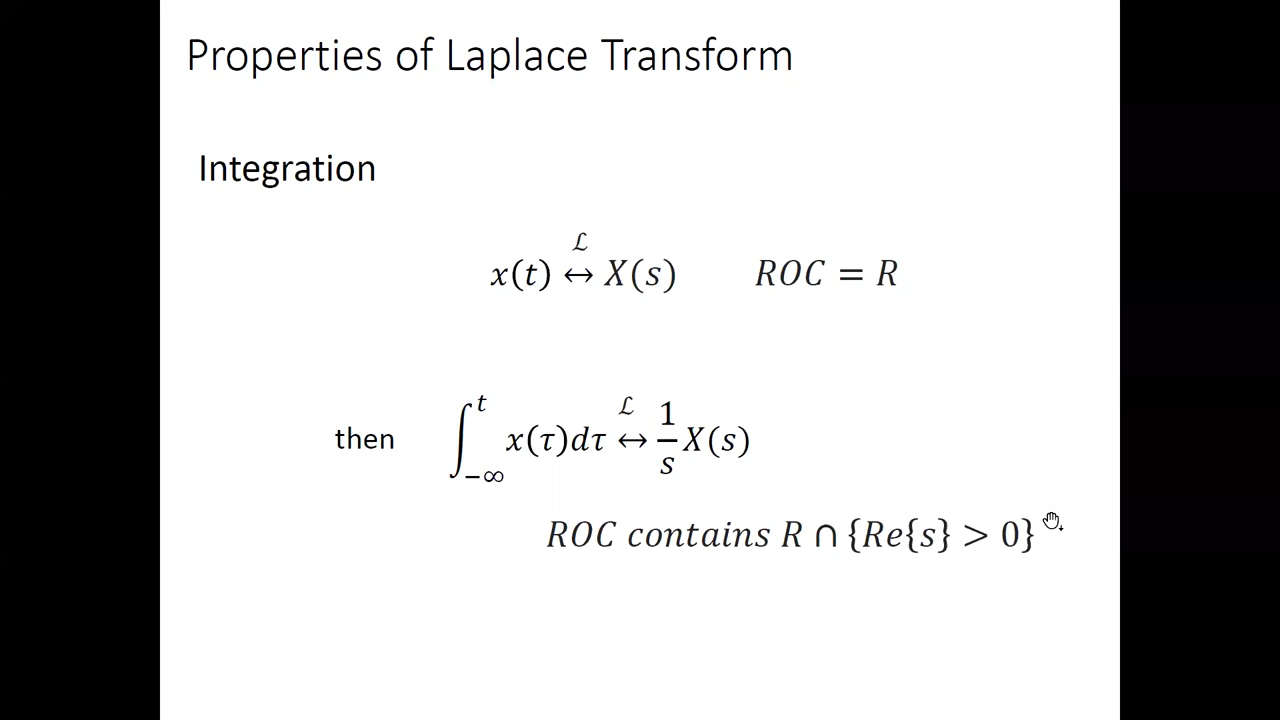 Properties of Laplace Transform
Integration
x(t) ℒ↔ X(s) ROC = R
then ∫_{-∞}^{t} x(τ)dτ ℒ↔ 1/s X(s)
ROC contains R ∩ {Re{s} > 0}